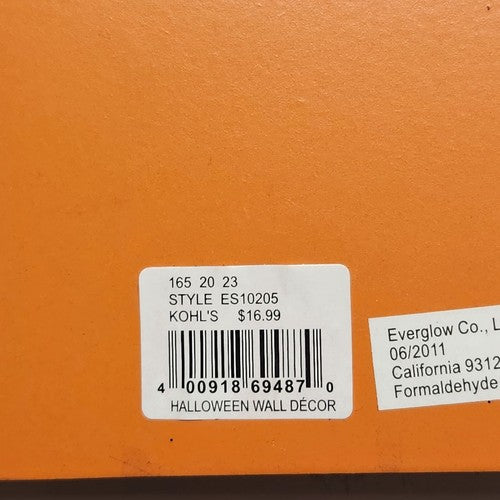 165 20 23
STYLE ES10205
KOHL'S $16.99
4 00918 69487 0
HALLOWEEN WALL DÉCOR
Everglow Co., L
06/2011
California 9312
Formaldehyde